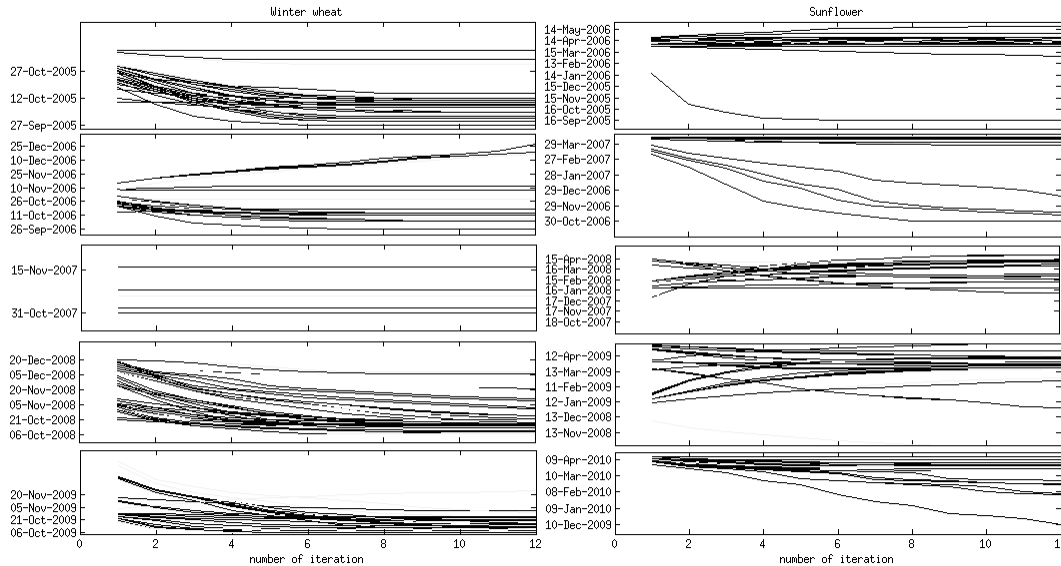 Winter wheat
27-Oct-2005
12-Oct-2005
27-Sep-2005
25-Dec-2006
10-Dec-2006
25-Nov-2006
10-Nov-2006
26-Oct-2006
11-Oct-2006
26-Sep-2006
15-Nov-2007
31-Oct-2007
20-Dec-2008
05-Dec-2008
20-Nov-2008
05-Nov-2008
21-Oct-2008
06-Oct-2008
20-Nov-2009
05-Nov-2009
21-Oct-2009
06-Oct-2009
0 2 4 6 8 10 12
number of iteration
Sunflower
14-May-2006
14-Apr-2006
15-Mar-2006
13-Feb-2006
14-Jan-2006
15-Dec-2005
15-Nov-2005
16-Oct-2005
16-Sep-2005
29-Mar-2007
27-Feb-2007
28-Jan-2007
29-Dec-2006
29-Nov-2006
30-Oct-2006
15-Apr-2008
16-Mar-2008
15-Feb-2008
16-Jan-2008
17-Dec-2007
17-Nov-2007
18-Oct-2007
12-Apr-2009
13-Mar-2009
11-Feb-2009
12-Jan-2009
13-Dec-2008
13-Nov-2008
09-Apr-2010
10-Mar-2010
08-Feb-2010
09-Jan-2010
10-Dec-2009
0 2 4 6 8 10
number of iteration